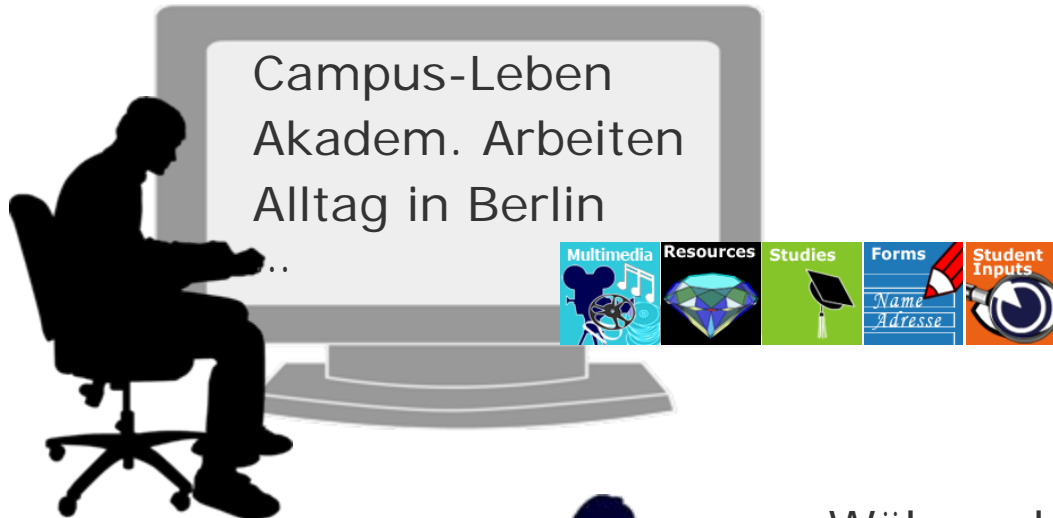 Campus-Leben
Akadem. Arbeiten
Alltag in Berlin
...
Multimedia
Resources
Studies
Forms
Name
Adresse
Student
Inputs